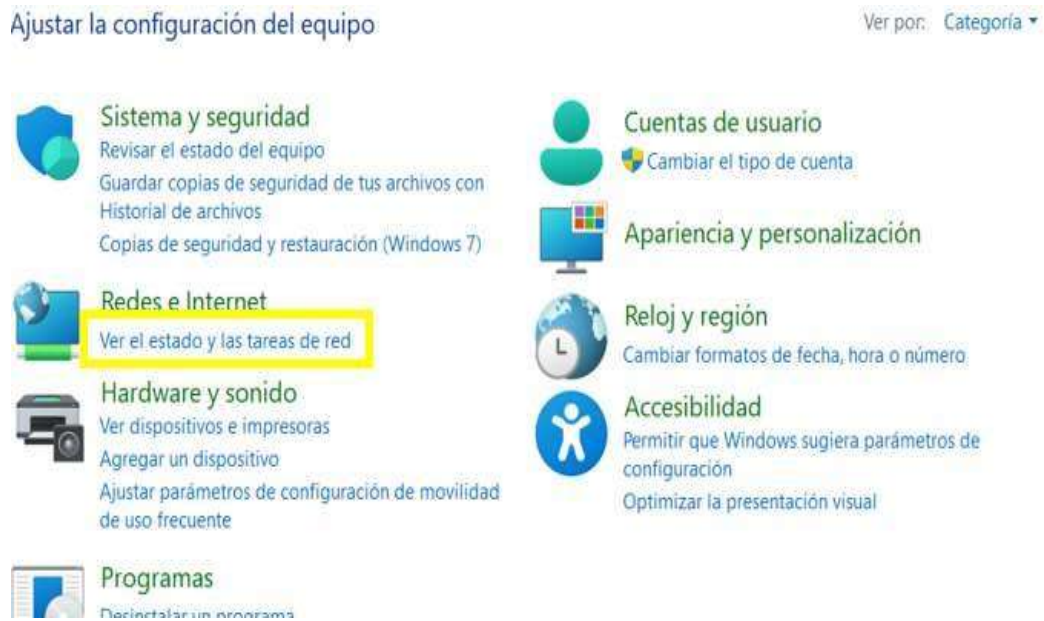 Ajustar la configuración del equipo
Ver por: Categoría
Sistema y seguridad
Revisar el estado del equipo
Guardar copias de seguridad de tus archivos con
Historial de archivos
Copias de seguridad y restauración (Windows 7)
Redes e Internet
Ver el estado y las tareas de red
Hardware y sonido
Ver dispositivos e impresoras
Agregar un dispositivo
Ajustar parámetros de configuración de movilidad
de uso frecuente
Programas
Desinstalar un programa
Cuentas de usuario
Cambiar el tipo de cuenta
Apariencia y personalización
Reloj y región
Cambiar formatos de fecha, hora o número
Accesibilidad
Permitir que Windows sugiera parámetros de
configuración
Optimizar la presentación visual